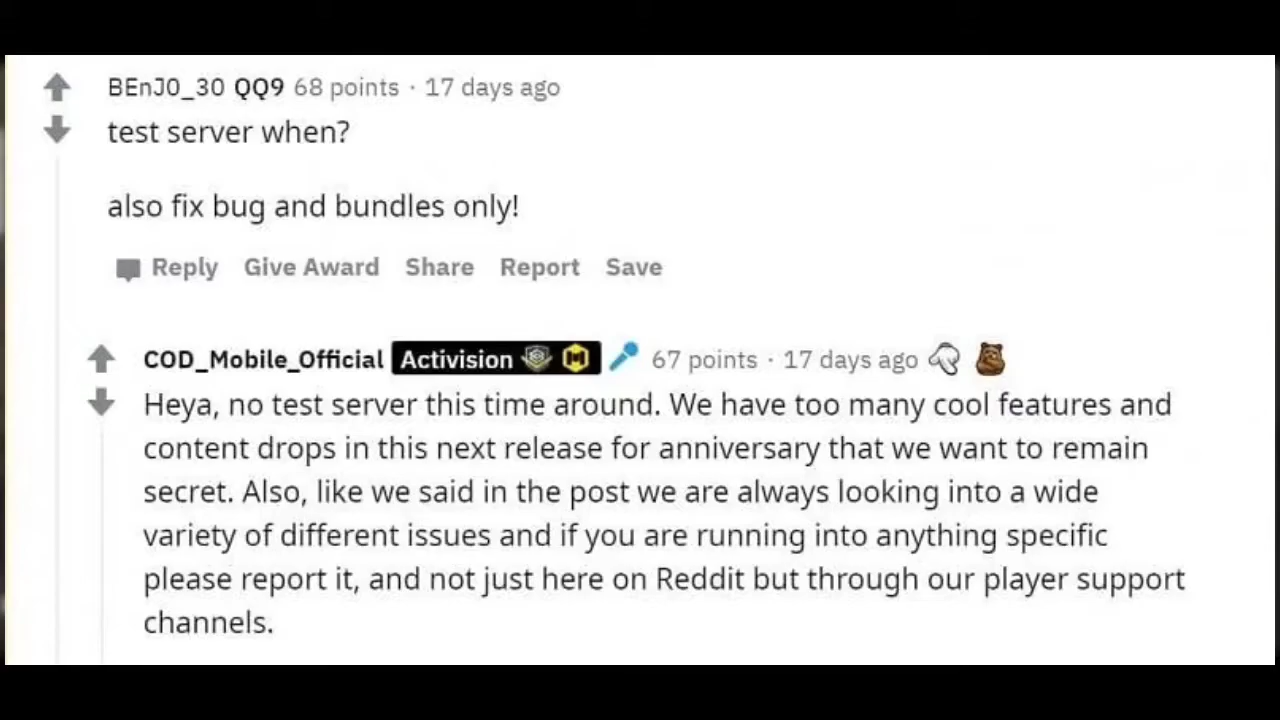 BEnJ0_30 QQ9 68 points · 17 days ago
test server when?
also fix bug and bundles only!
Reply Give Award Share Report Save
COD_Mobile_Official Activision 67 points · 17 days ago
Heya, no test server this time around. We have too many cool features and
content drops in this next release for anniversary that we want to remain
secret. Also, like we said in the post we are always looking into a wide
variety of different issues and if you are running into anything specific
please report it, and not just here on Reddit but through our player support
channels.